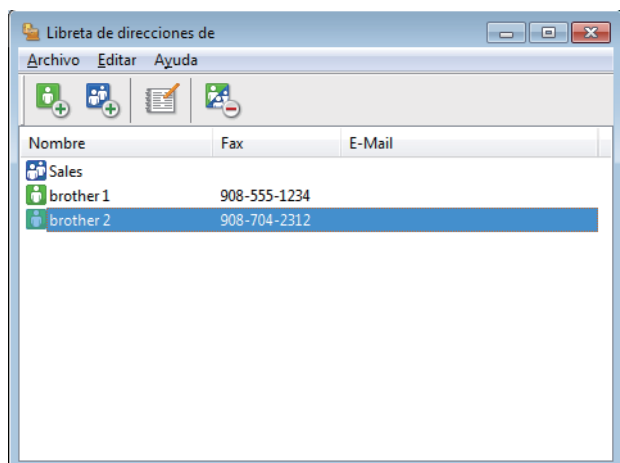 Libreta de direcciones de
Archivo Editar Ayuda
Nombre Fax E-Mail
Sales
brother 1 908-555-1234
brother 2 908-704-2312